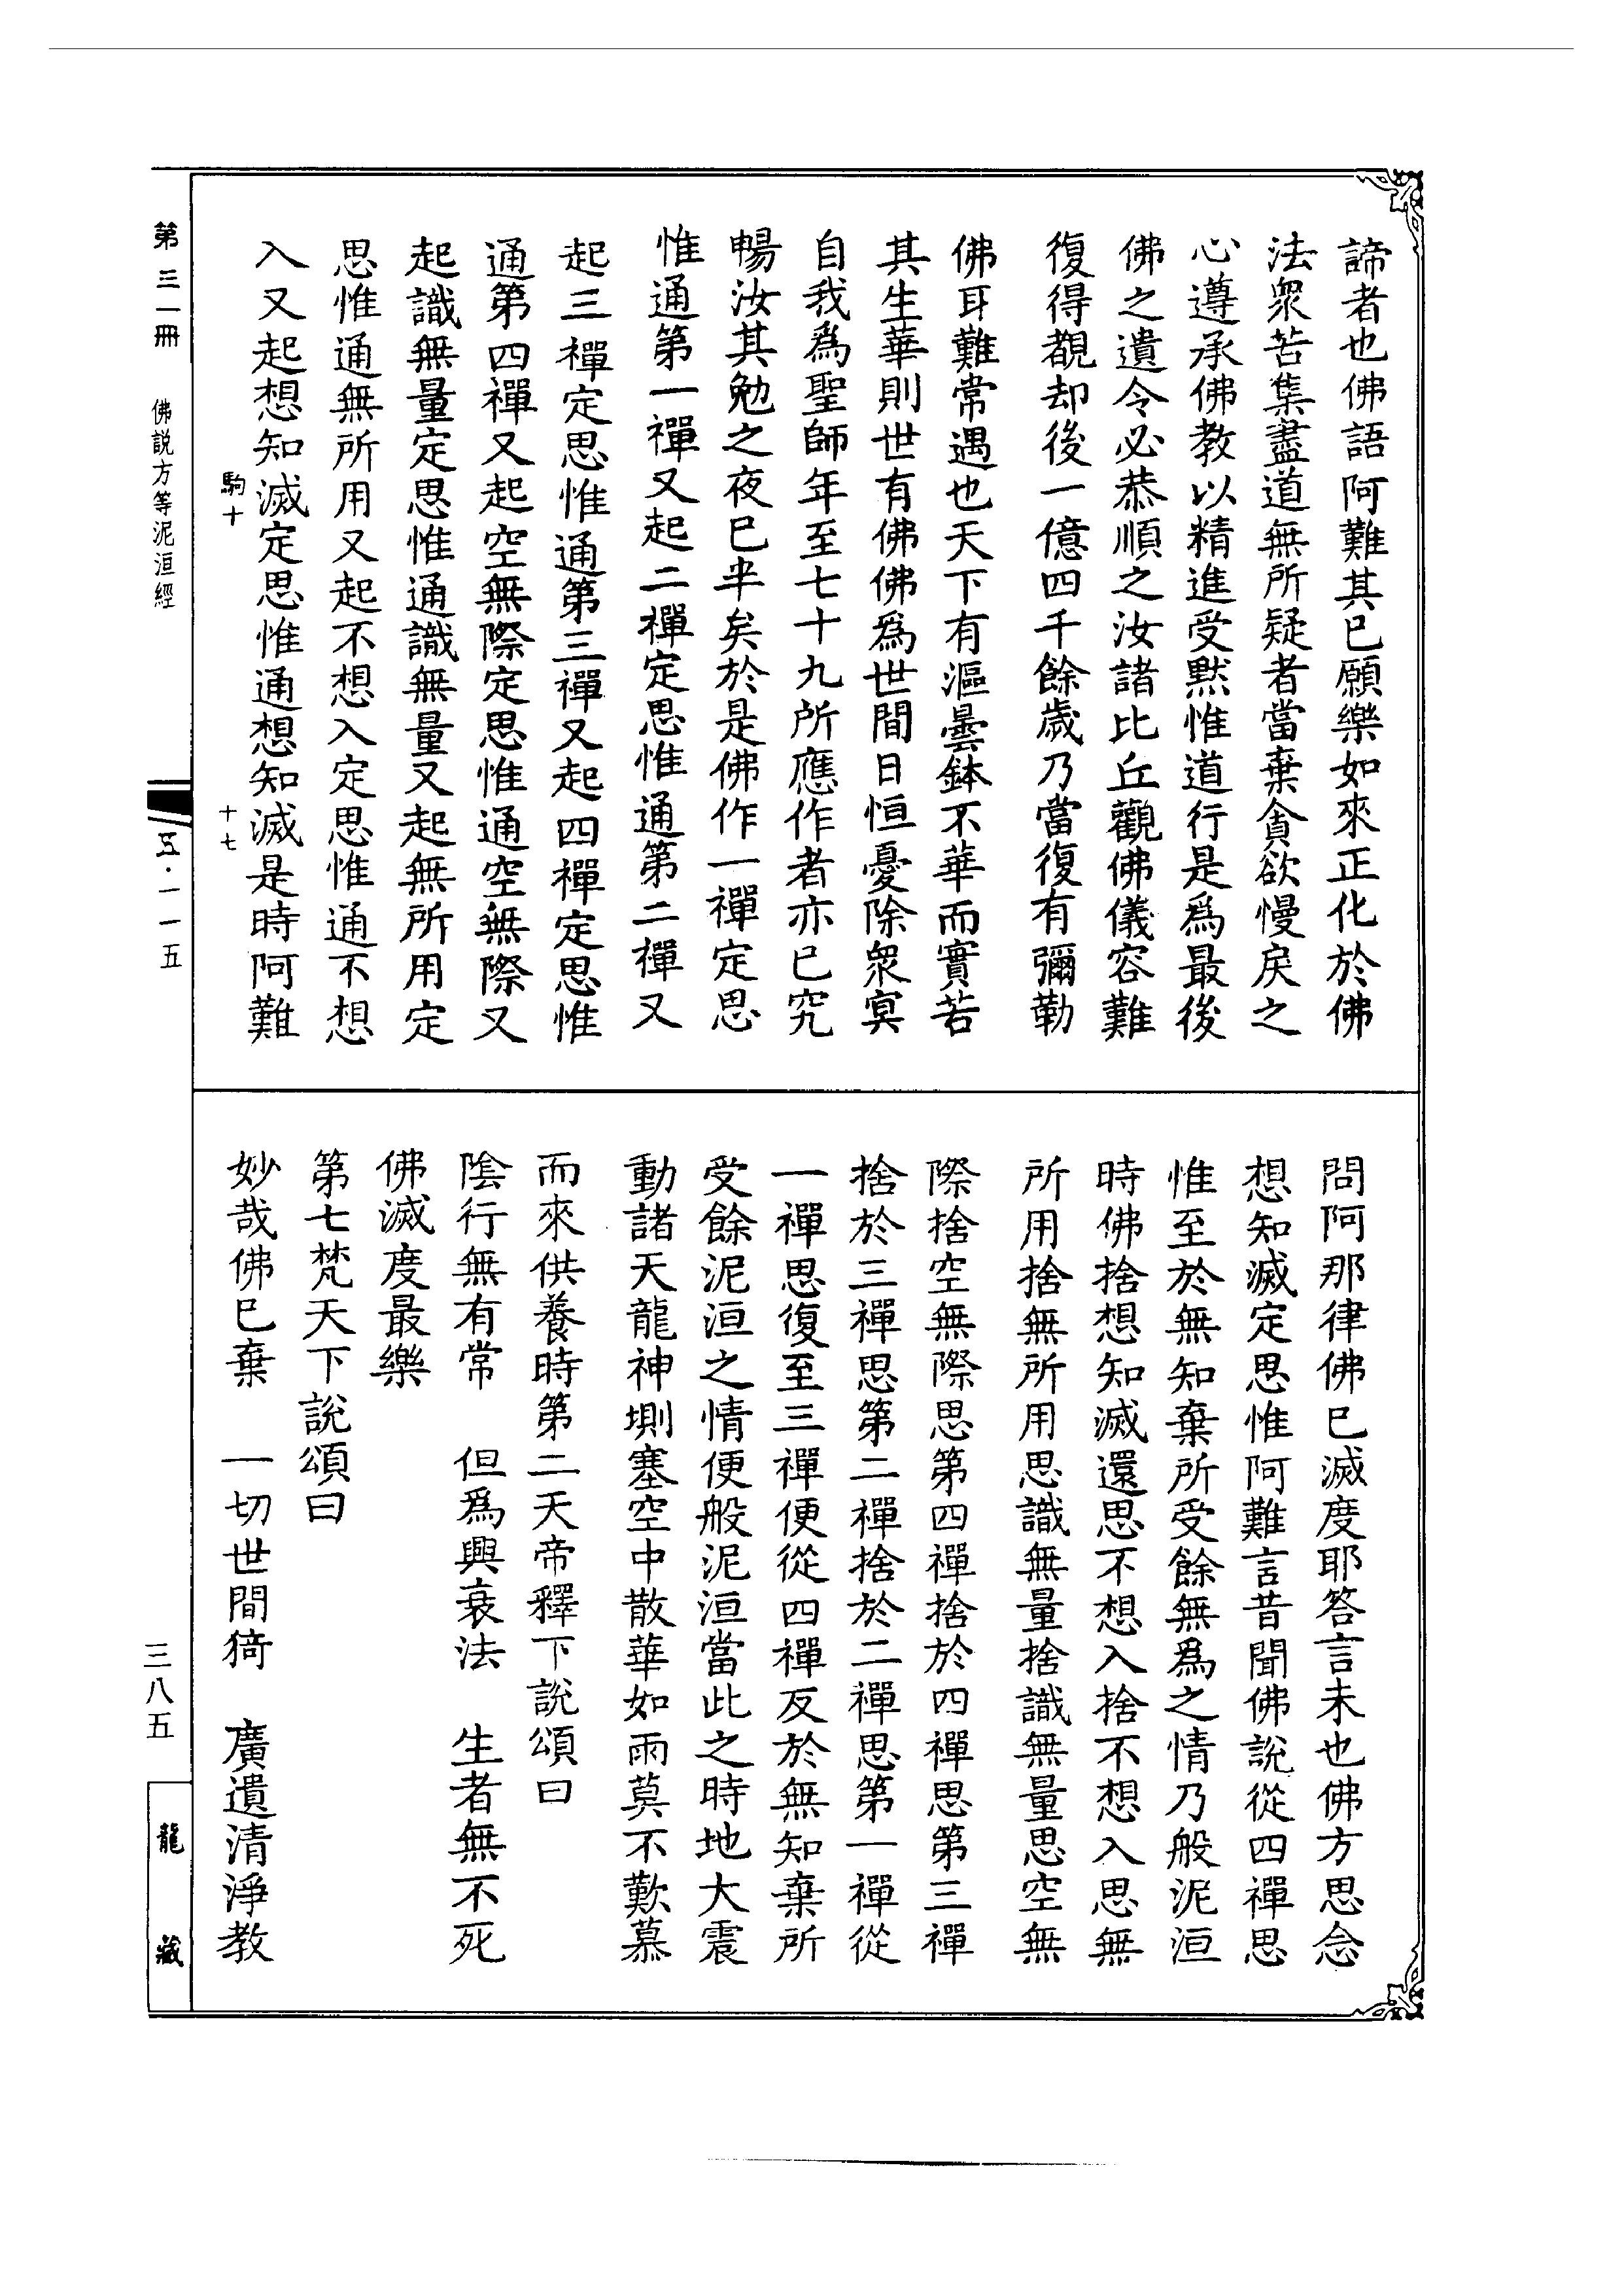 諦者也佛語阿難其已願樂如來正化於佛
法衆苦集盡道無所疑者當棄貪欲慢戾之
心遵承佛教以精進受黙惟道行是爲最後
佛之遺令必恭順之汝諸比丘觀佛儀容難
復得覩却後一億四千餘歲乃當復有彌勒
佛耳難常遇也天下有漚曇鉢不華而實若
其生華則世有佛佛爲世間日恒憂除衆冥
自我爲聖師年至七十九所應作者亦已究
暢汝其勉之夜已半矣於是佛作一禪定思
惟通第一禪又起二禪定思惟通第二禪又
起三禪定思惟通第三禪又起四禪定思惟
通第四禪又起空無際定思惟通空無際又
起識無量定思惟通識無量又起無所用定
思惟通無所用又起不想入定思惟通不想
入又起想知滅定思惟通想知滅是時阿難
駒十
十七
問阿那律佛已滅度耶答言未也佛方思念
想知滅定思惟阿難言昔聞佛說從四禪思
惟至於無知棄所受餘無爲之情乃般泥洹
時佛捨想知滅還思不想入捨不想入思無
所用捨無所用思識無量捨識無量思空無
際捨空無際思第四禪捨於四禪思第三禪
捨於三禪思第二禪捨於二禪思第一禪從
一禪思復至三禪便從四禪反於無知棄所
受餘泥洹之情便般泥洹當此之時地大震
動諸天龍神㘽塞空中散華如雨莫不歎慕
而來供養時第二天帝釋下說頌曰
陰行無有常　但爲興衰法　生者無不死
佛滅度最樂
第七梵天下說頌曰
妙哉佛已棄　一切世間猗　廣遺清淨教
第三一冊　佛說方等泥洹經
五·一一五
三八五
龍藏